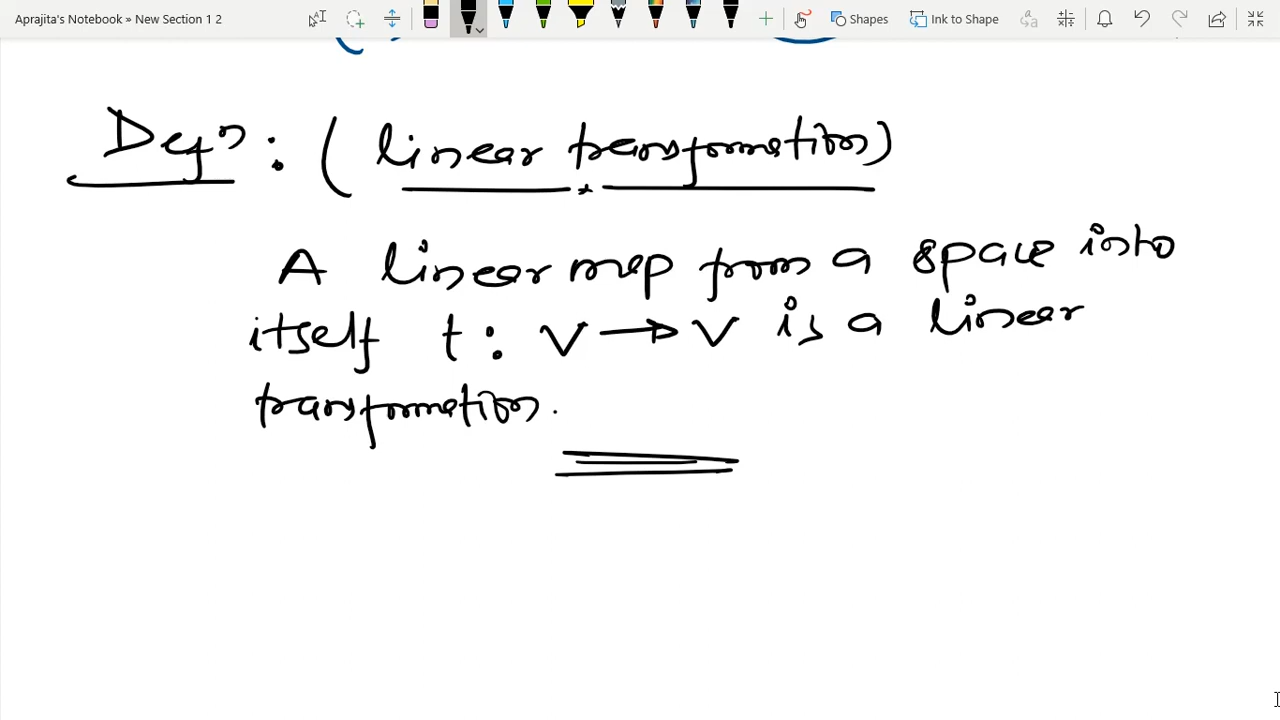 Aprajita's Notebook » New Section 1 2
Shapes
Ink to Shape
Defⁿ : ( linear transformation)
A linear map from a space into
itself t : V → V is a linear
transformation.